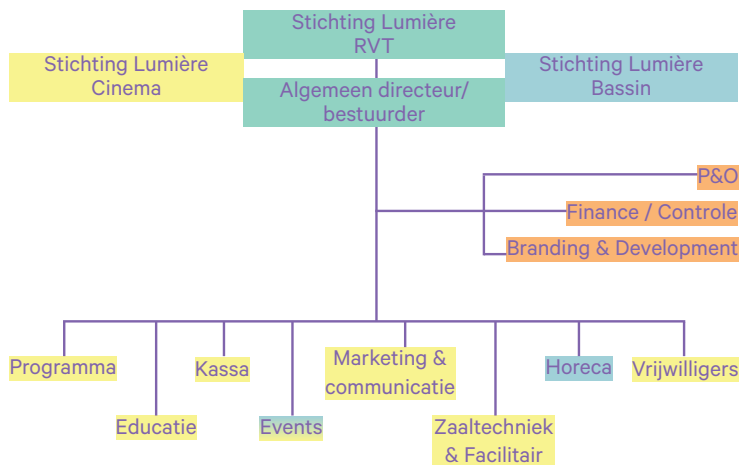 Stichting Lumière
RVT
Stichting Lumière
Cinema
Algemeen directeur/
bestuurder
Stichting Lumière
Bassin
P&O
Finance / Controle
Branding & Development
Programma
Kassa
Marketing &
communicatie
Horeca
Vrijwilligers
Educatie
Events
Zaaltechniek
& Facilitair